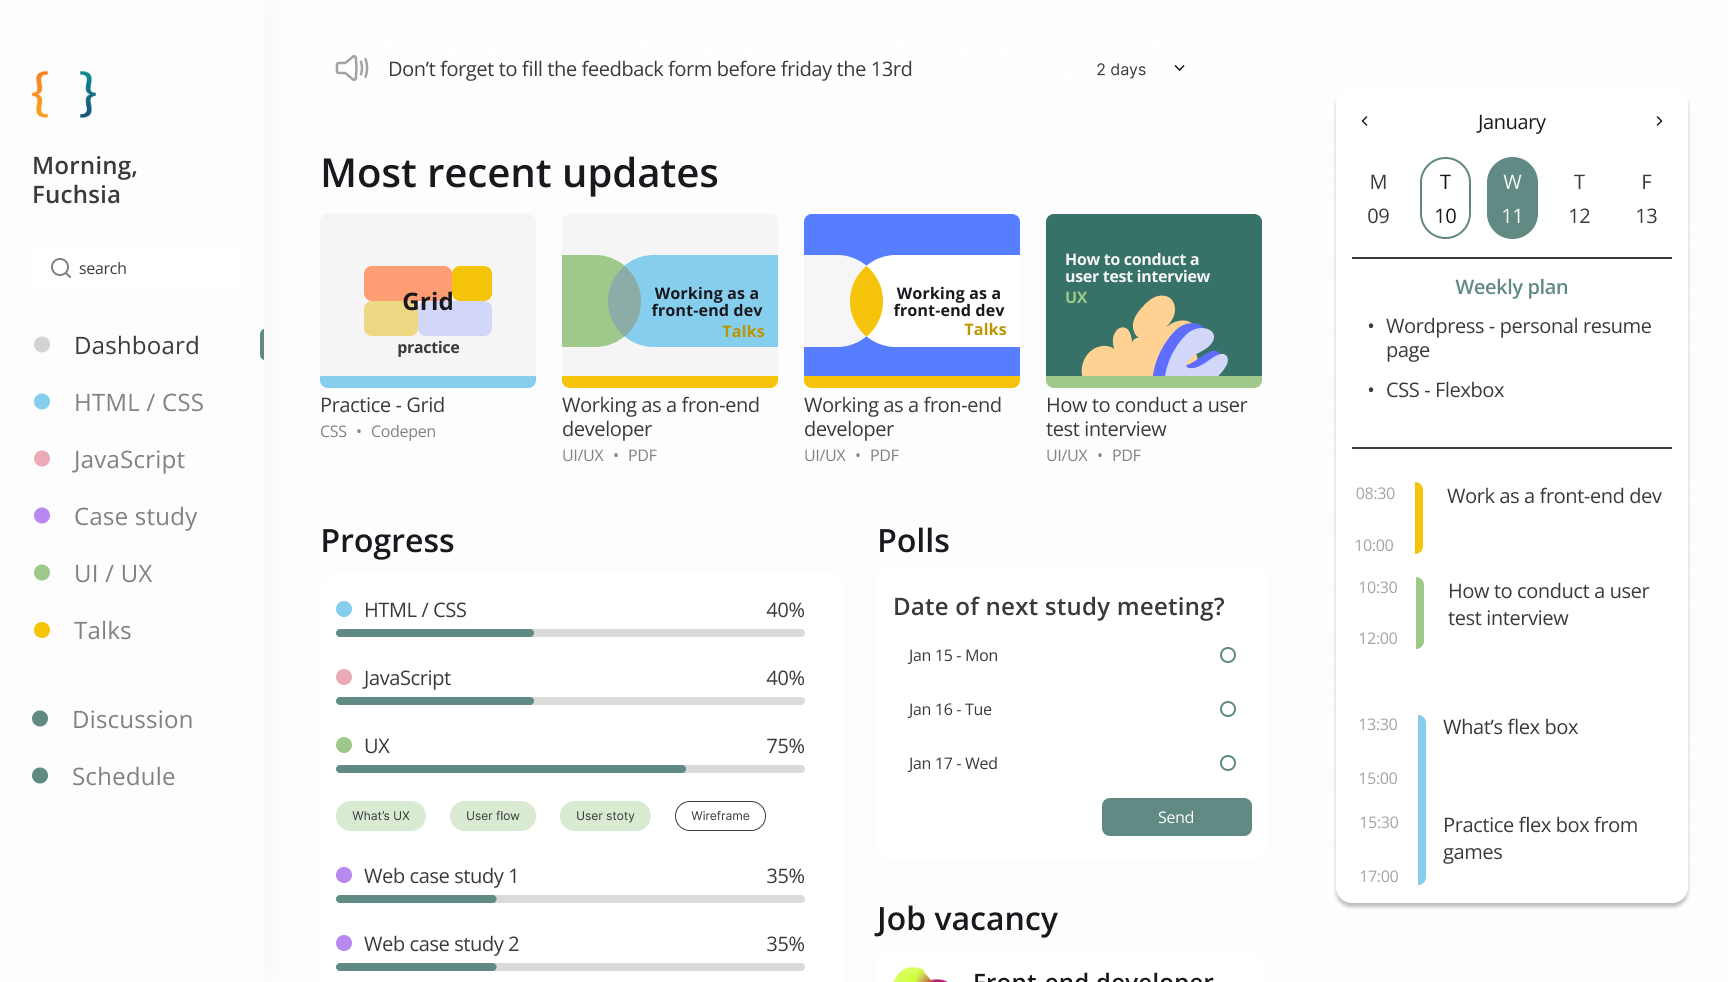 { }
Morning,
Fuchsia
search
Dashboard
HTML / CSS
JavaScript
Case study
UI / UX
Talks
Discussion
Schedule
Don’t forget to fill the feedback form before friday the 13rd
2 days
Most recent updates
Grid
practice
Practice - Grid
CSS • Codepen
Working as a
front-end dev
Talks
Working as a fron-end
developer
UI/UX • PDF
Working as a
front-end dev
Talks
Working as a fron-end
developer
UI/UX • PDF
How to conduct a
user test interview
UX
How to conduct a user
test interview
UI/UX • PDF
Progress
HTML / CSS 40%
JavaScript 40%
UX 75%
What's UX User flow User stoty Wireframe
Web case study 1 35%
Web case study 2 35%
Polls
Date of next study meeting?
Jan 15 - Mon
Jan 16 - Tue
Jan 17 - Wed
Send
Job vacancy
Front-end developer
January
M T W T F
09 10 11 12 13
Weekly plan
• Wordpress - personal resume
page
• CSS - Flexbox
08:30 Work as a front-end dev
10:00
10:30 How to conduct a user
test interview
12:00
13:30 What’s flex box
15:00
15:30 Practice flex box from
games
17:00